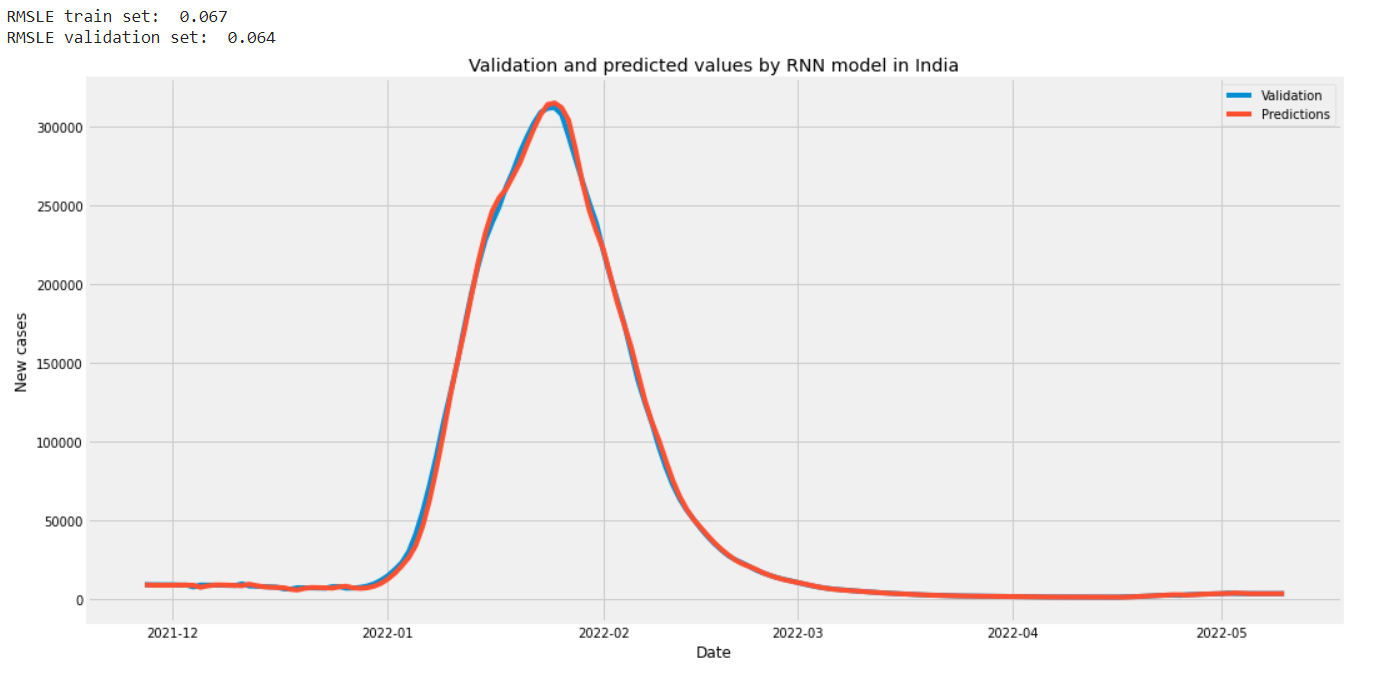 RMSLE train set:  0.067
RMSLE validation set:  0.064
Validation and predicted values by RNN model in India
Validation
Predictions
New cases
300000
250000
200000
150000
100000
50000
0
2021-12 2022-01 2022-02 2022-03 2022-04 2022-05
Date